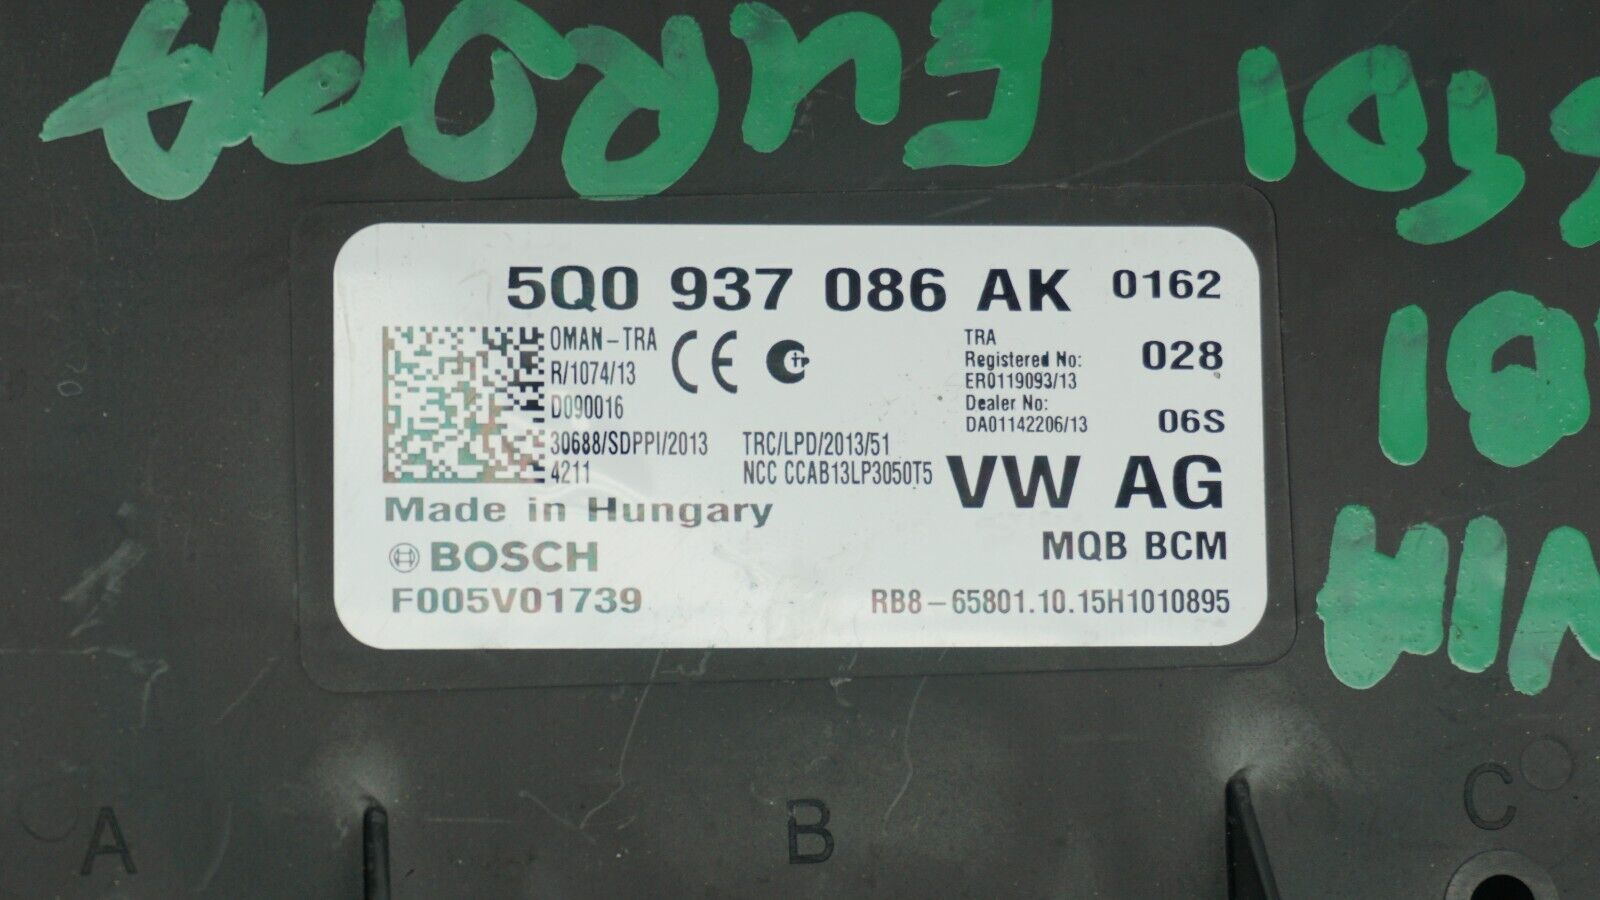 EUROPA
5Q0 937 086 AK 0162
OMAN-TRA
R/1074/13
D090016
30688/SDPPI/2013
4211
CE
TRC/LPD/2013/51
NCC CCAB13LP3050T5
TRA
Registered No:
ER0119093/13
Dealer No:
DA01142206/13
028
06S
VW AG
MQB BCM
Made in Hungary
BOSCH
F005V01739
RB8-65801.10.15H1010895
A
B
C